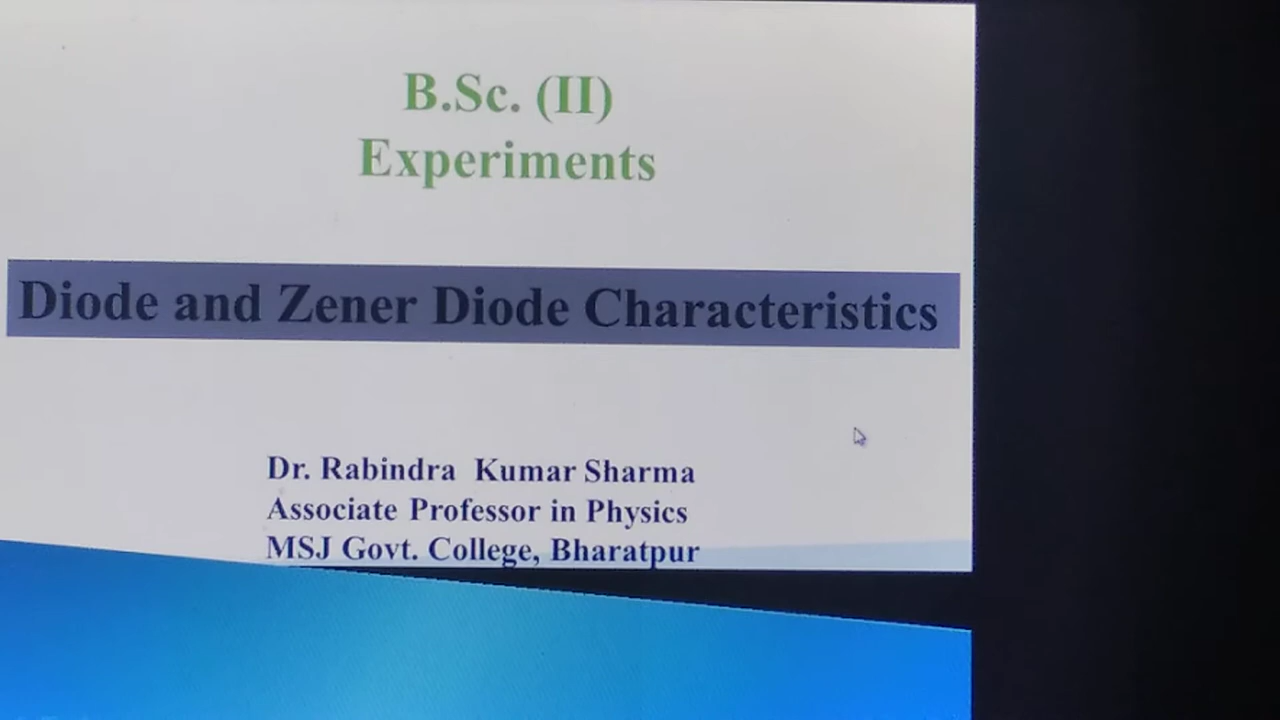 B.Sc. (II)
Experiments
Diode and Zener Diode Characteristics
Dr. Rabindra Kumar Sharma
Associate Professor in Physics
MSJ Govt. College, Bharatpur